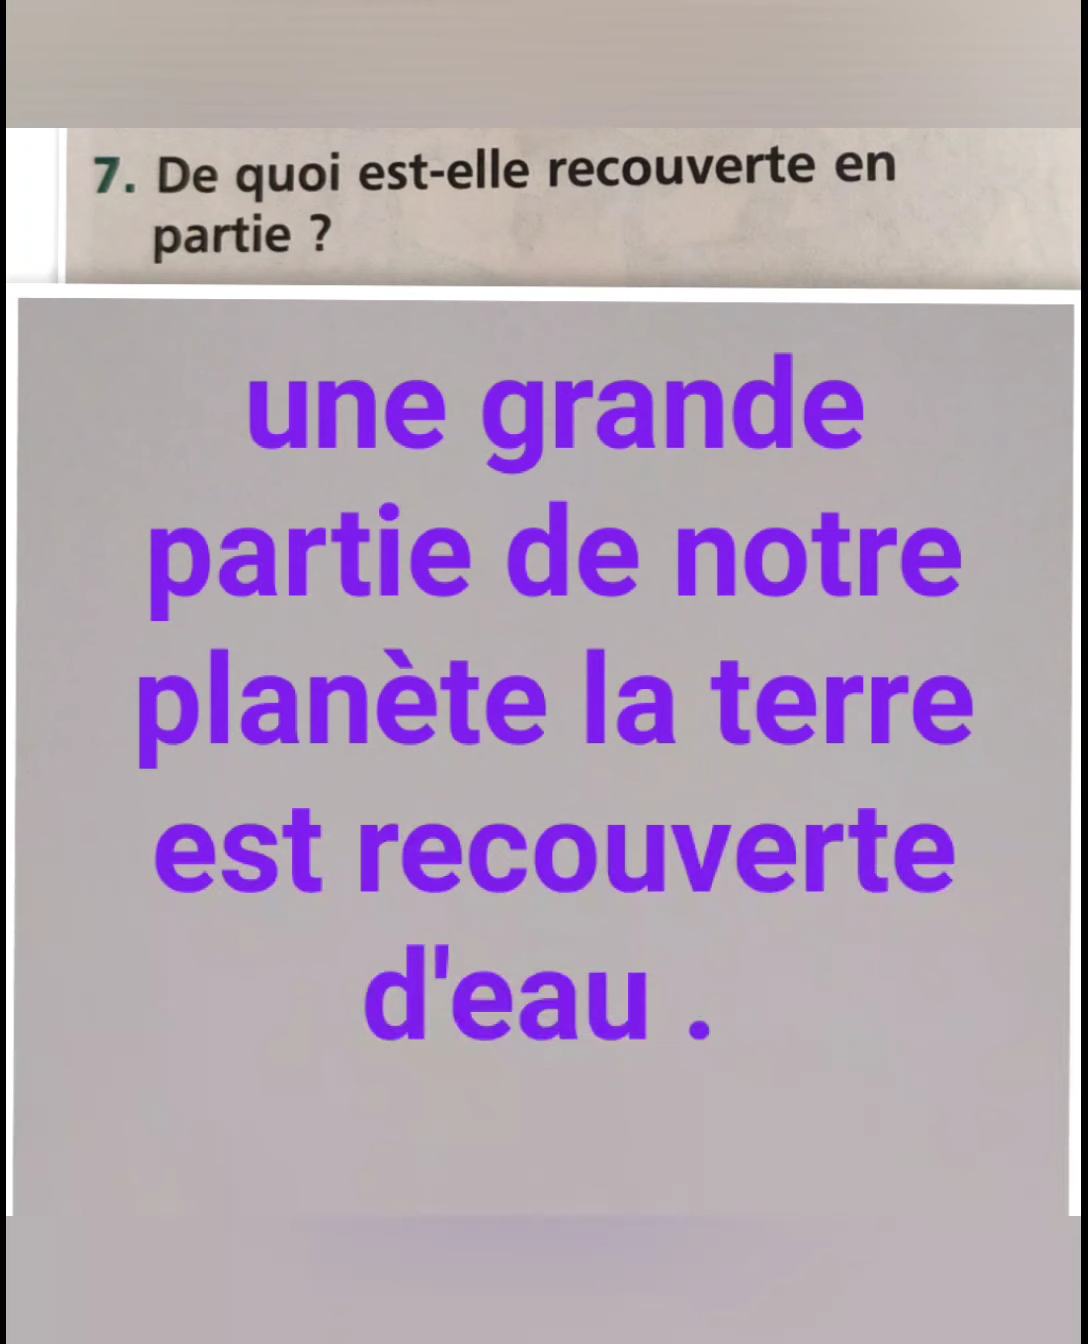 7. De quoi est-elle recouverte en
partie ?
une grande
partie de notre
planète la terre
est recouverte
d'eau .